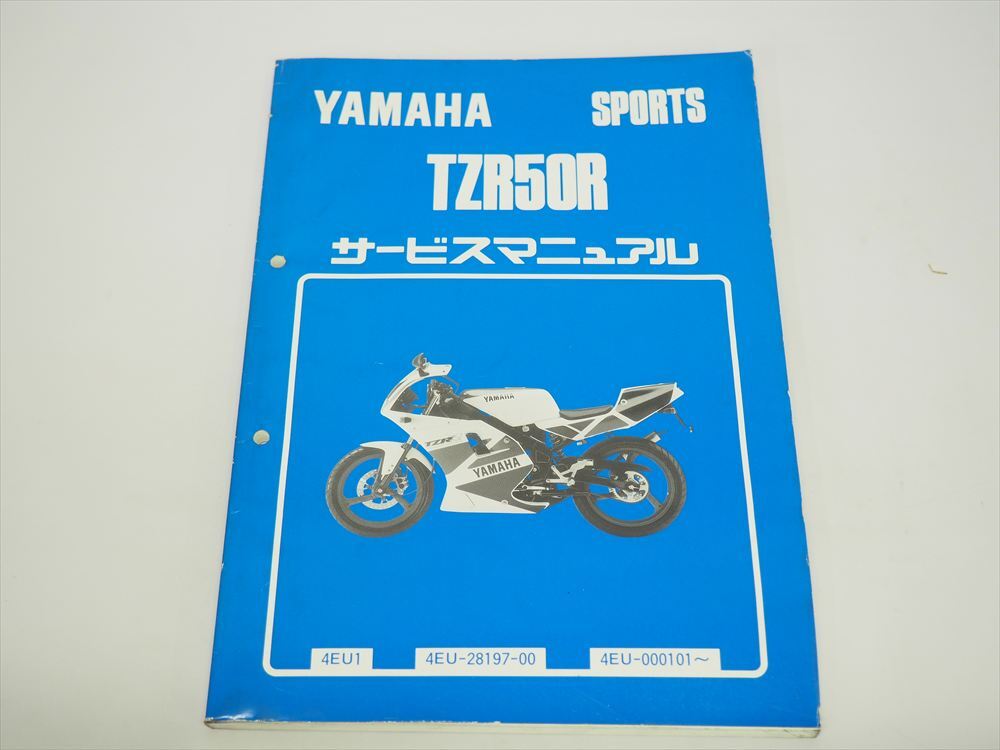 YAMAHA SPORTS
TZR50R
サービスマニュアル
YAMAHA
TZR
YAMAHA
4EU1 4EU-28197-00 4EU-000101～